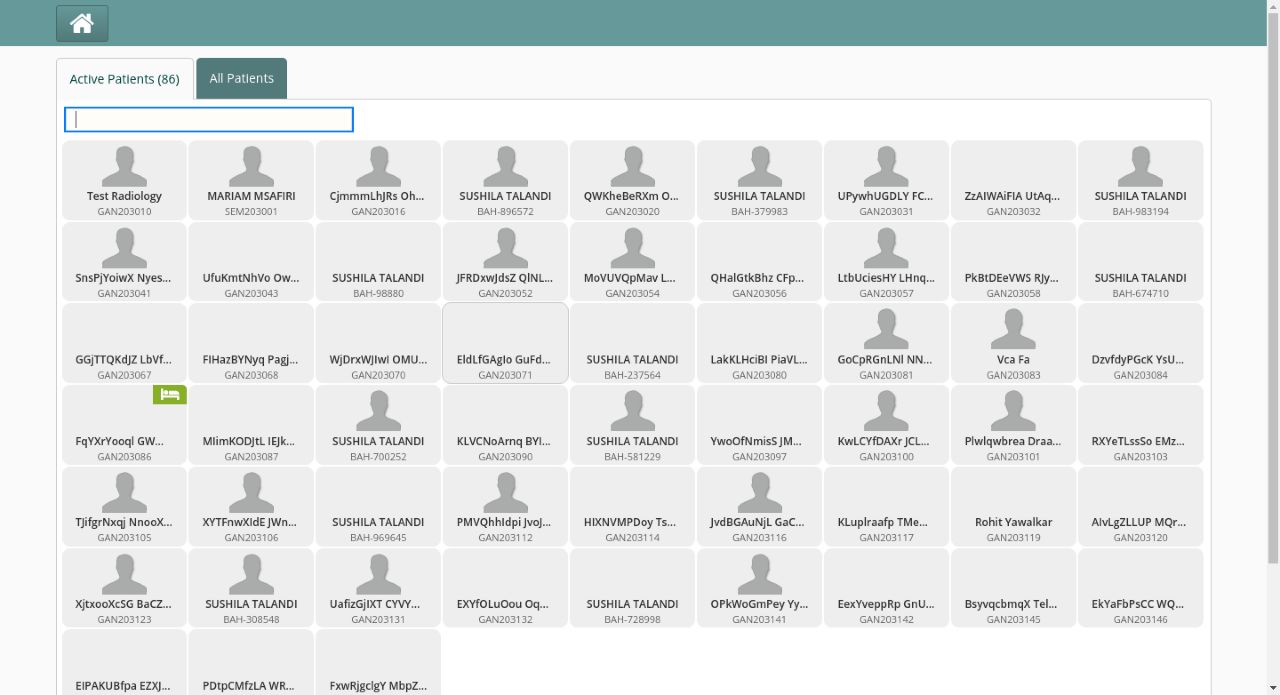 Active Patients (86)
All Patients
Test Radiology
GAN203010
MARIAM MSAFIRI
SEM203001
CjmmmLhJRs Oh...
GAN203016
SUSHILA TALANDI
BAH-896572
QWKheBeRXm O...
GAN203020
SUSHILA TALANDI
BAH-379983
UPywhUGDLY FC...
GAN203031
ZzAIWAiFIA UtAq...
GAN203032
SUSHILA TALANDI
BAH-983194
SnsPjYoiwX Nyes...
GAN203041
UfuKmtNhVo Ow...
GAN203043
SUSHILA TALANDI
BAH-98880
JFRDxwJdsZ QlNL...
GAN203052
MoVUVQpMav L...
GAN203054
QHalGtkBhz CFp...
GAN203056
LtbUciesHY LHnq...
GAN203057
PkBtDEeVWS RJy...
GAN203058
SUSHILA TALANDI
BAH-674710
GGjTTQKdJZ LbVf...
GAN203067
FIHazBYNyq Pagj...
GAN203068
WjDrxWJIwI OMU...
GAN203070
EldLfGAgIo GuFd...
GAN203071
SUSHILA TALANDI
BAH-237564
LakKLHciBI PiaVL...
GAN203080
GoCpRGnLNl NN...
GAN203081
Vca Fa
GAN203083
DzvfdyPGcK YsU...
GAN203084
FqYXrYooql GW...
GAN203086
MIimKODJtL IEJk...
GAN203087
SUSHILA TALANDI
BAH-700252
KLVCNoArnq BYI...
GAN203090
SUSHILA TALANDI
BAH-581229
YwoOfNmisS JM...
GAN203097
KwLCYfDAXr JCL...
GAN203100
Plwlqwbrea Draa...
GAN203101
RXYeTLssSo EMz...
GAN203103
TJifgrNxqj NnooX...
GAN203105
XYTFnwXIdE JWn...
GAN203106
SUSHILA TALANDI
BAH-969645
PMVQhhIdpi JvoJ...
GAN203112
HIXNVMPDoy Ts...
GAN203114
JvdBGAuNjL GaC...
GAN203116
KLuplraafp TMe...
GAN203117
Rohit Yawalkar
GAN203119
AIvLgZLLUP MQr...
GAN203120
XjtxooXcSG BaCZ...
GAN203123
SUSHILA TALANDI
BAH-308548
UafizGjIXT CYVY...
GAN203131
EXYfOLuOou Oq...
GAN203132
SUSHILA TALANDI
BAH-728998
OPkWoGmPey Yy...
GAN203141
EexYveppRp GnU...
GAN203142
BsyvqcbmqX Tel...
GAN203145
EkYaFbPsCC WQ...
GAN203146
EIPAKUBfpa EZXJ...
PDtpCMfzLA WR...
FxwRjgclgY MbpZ...